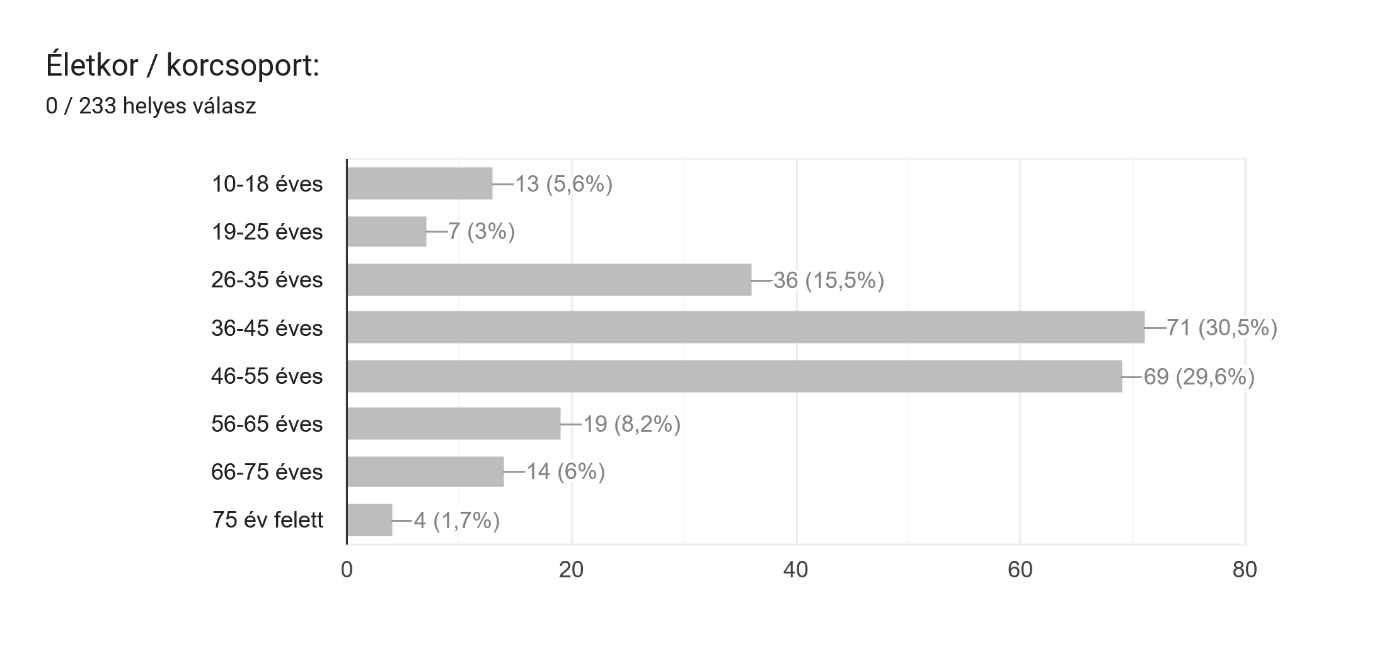 Életkor / korcsoport:
0 / 233 helyes válasz
10-18 éves 13 (5,6%)
19-25 éves 7 (3%)
26-35 éves 36 (15,5%)
36-45 éves 71 (30,5%)
46-55 éves 69 (29,6%)
56-65 éves 19 (8,2%)
66-75 éves 14 (6%)
75 év felett 4 (1,7%)
0 20 40 60 80